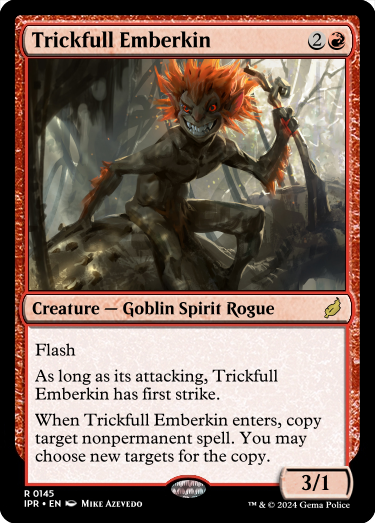 Trickfull Emberkin 2
Creature — Goblin Spirit Rogue
Flash
As long as its attacking, Trickfull
Emberkin has first strike.
When Trickfull Emberkin enters, copy
target nonpermanent spell. You may
choose new targets for the copy.
3/1
R 0145
IPR • EN Mike Azevedo
™ & © 2024 Gema Police